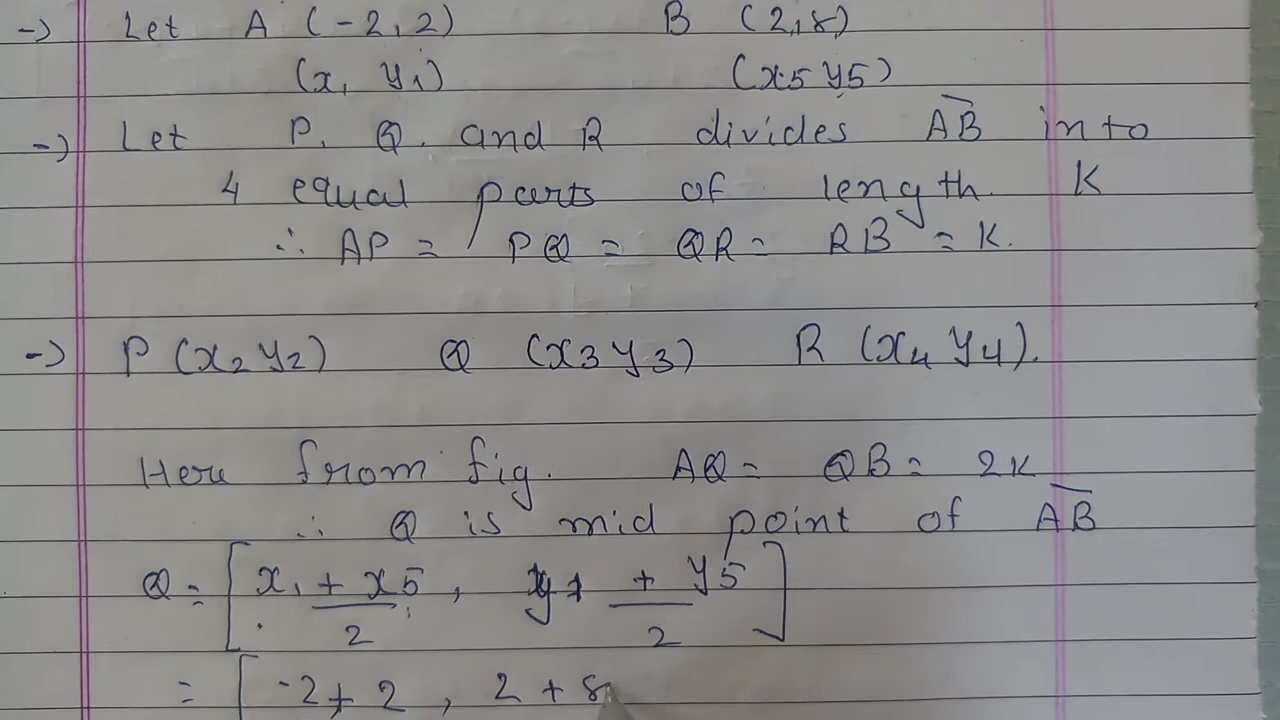 -> Let A (-2,2) B (2,8)
(x1 y1) (x5 y5)
-> Let P, Q, and R divides AB into
4 equal parts of length K
∴ AP = PQ = QR = RB = K.
-> P (x2 y2) Q (x3 y3) R (x4 y4).
Here from fig. AQ = QB = 2K
∴ Q is mid point of AB
Q = [ x1 + x5 / 2 , y1 + y5 / 2 ]
= [ -2 + 2 , 2 + 8